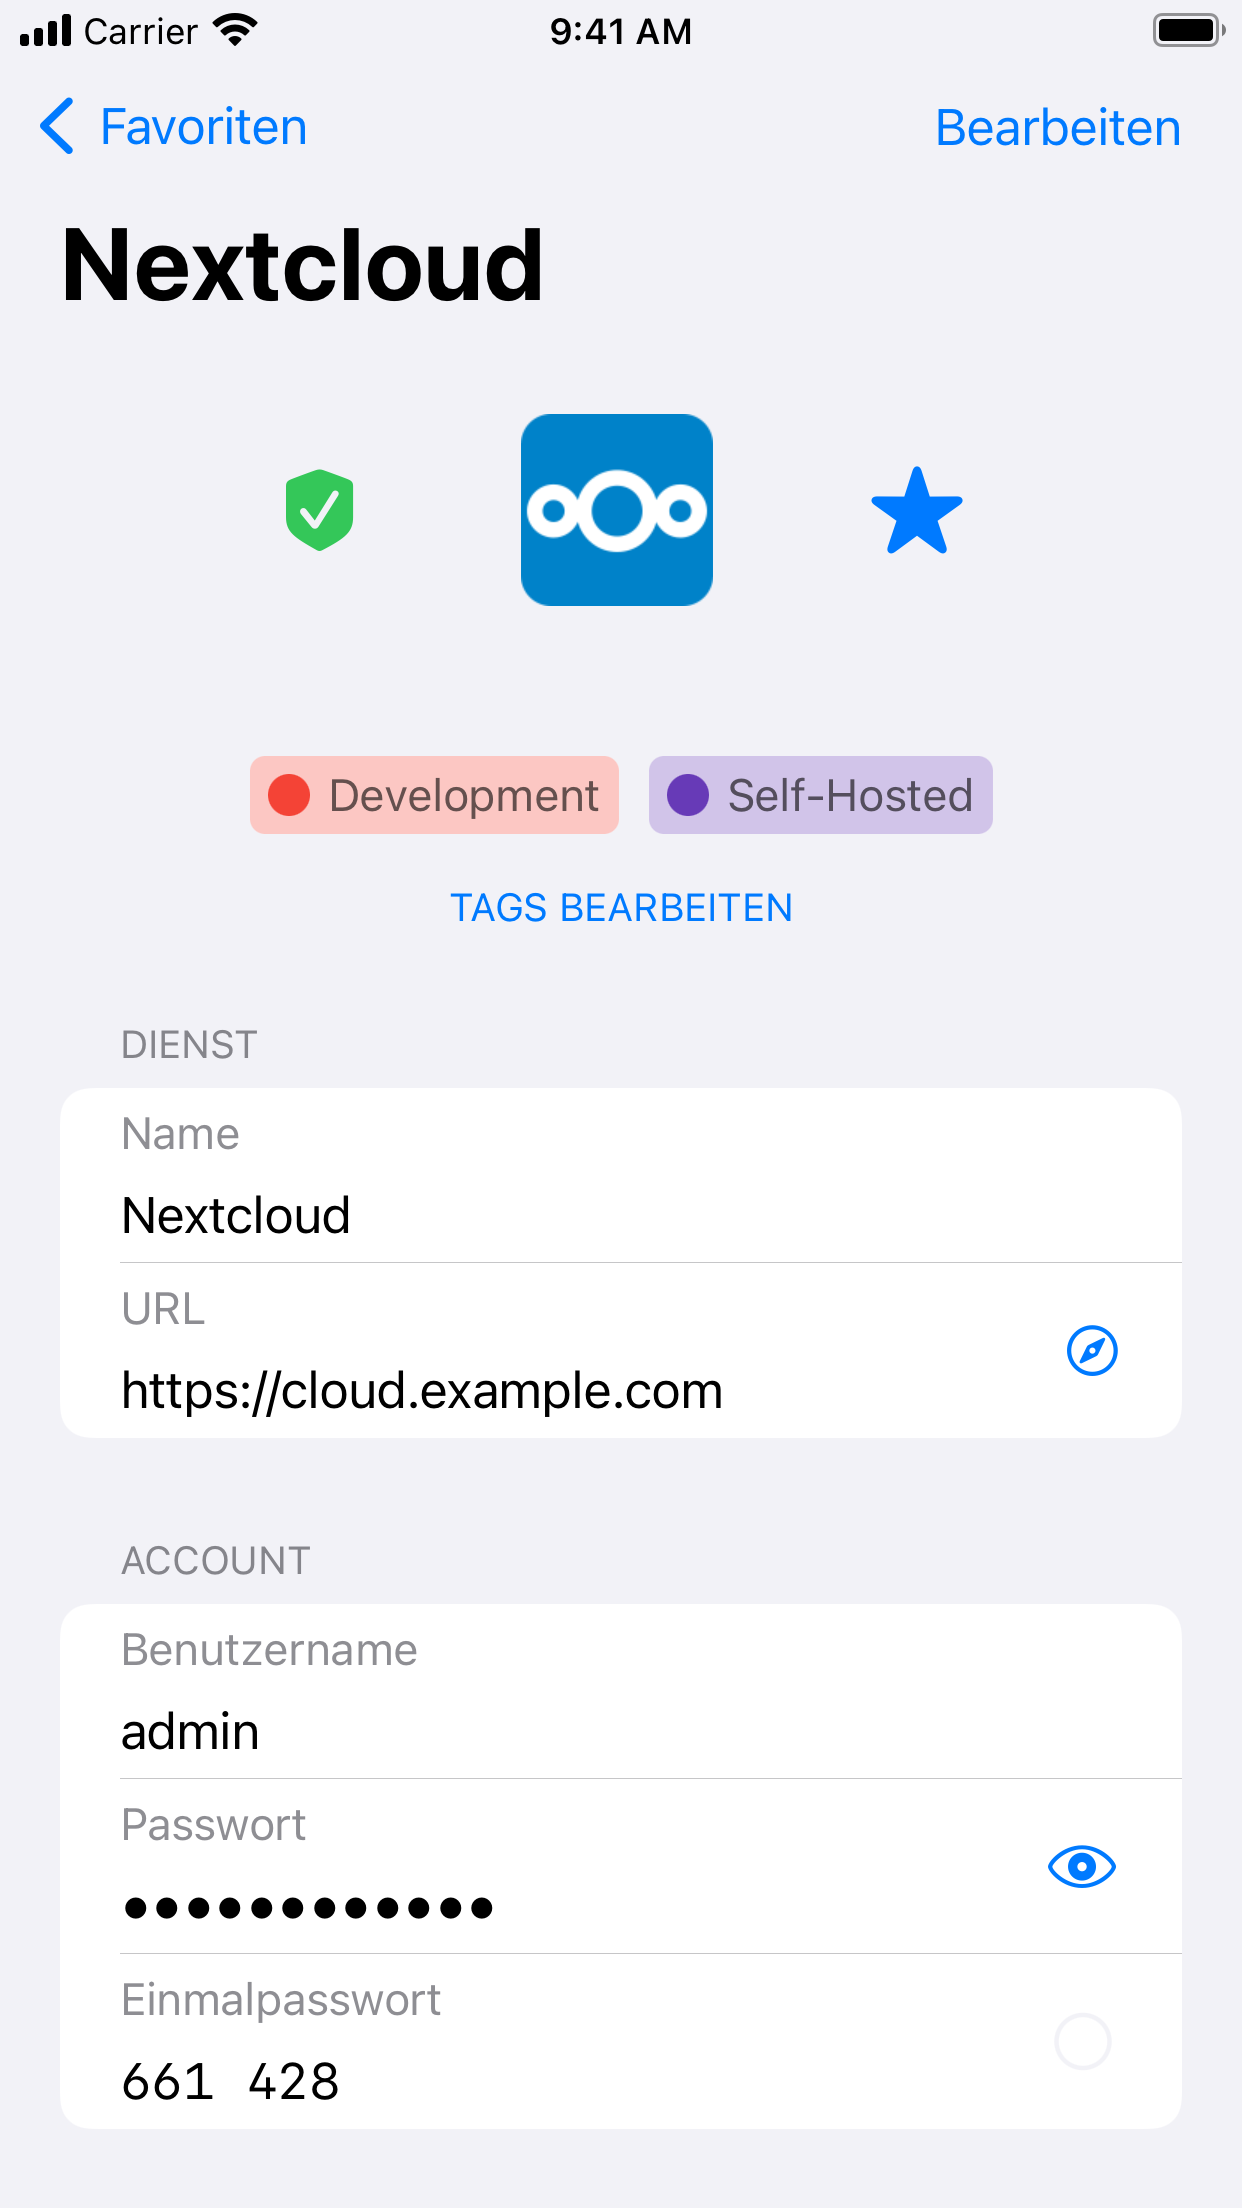 Carrier 9:41 AM
Favoriten Bearbeiten
Nextcloud
Development Self-Hosted
TAGS BEARBEITEN
DIENST
Name
Nextcloud
URL
https://cloud.example.com
ACCOUNT
Benutzername
admin
Passwort
●●●●●●●●●●●●
Einmalpasswort
661 428